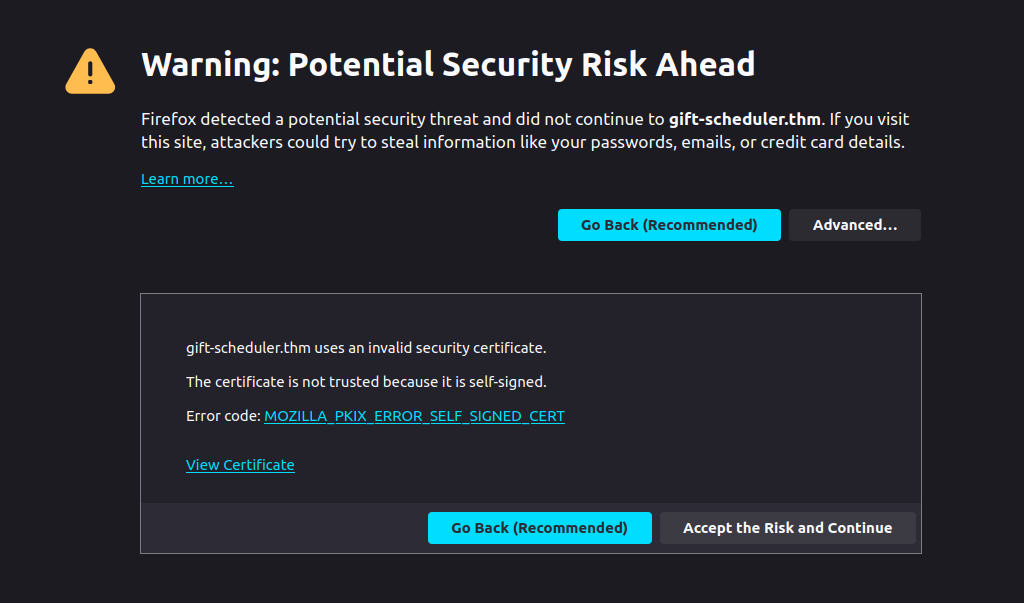 Warning: Potential Security Risk Ahead
Firefox detected a potential security threat and did not continue to gift-scheduler.thm. If you visit
this site, attackers could try to steal information like your passwords, emails, or credit card details.
Learn more…
Go Back (Recommended) Advanced…
gift-scheduler.thm uses an invalid security certificate.
The certificate is not trusted because it is self-signed.
Error code: MOZILLA_PKIX_ERROR_SELF_SIGNED_CERT
View Certificate
Go Back (Recommended) Accept the Risk and Continue